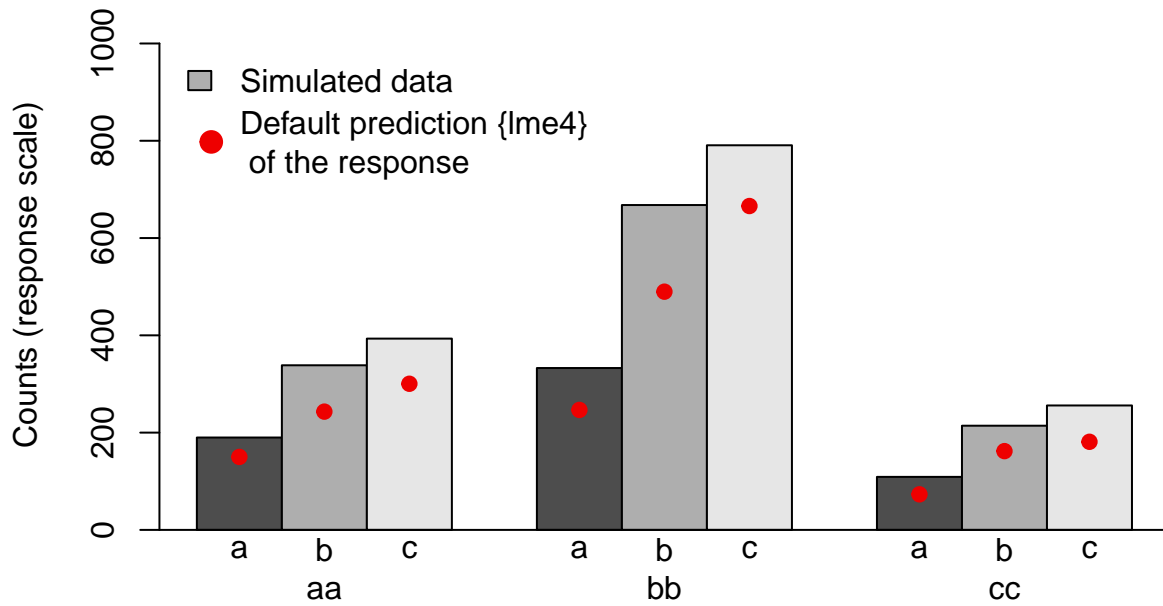 Counts (response scale)
1000
800
600
400
200
0
Simulated data
Default prediction {lme4}
of the response
a b c a b c a b c
aa bb cc